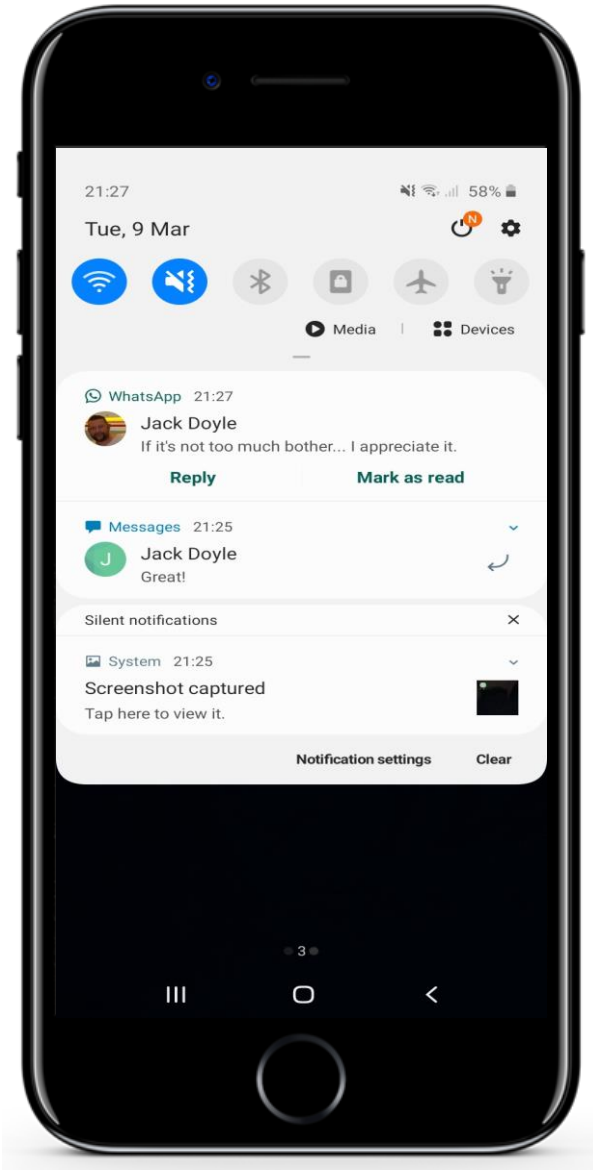 21:27 58%
Tue, 9 Mar N
Media | Devices
WhatsApp 21:27
Jack Doyle
If it's not too much bother... I appreciate it.
Reply Mark as read
Messages 21:25
J
Jack Doyle
Great!
Silent notifications
System 21:25
Screenshot captured
Tap here to view it.
Notification settings Clear
3